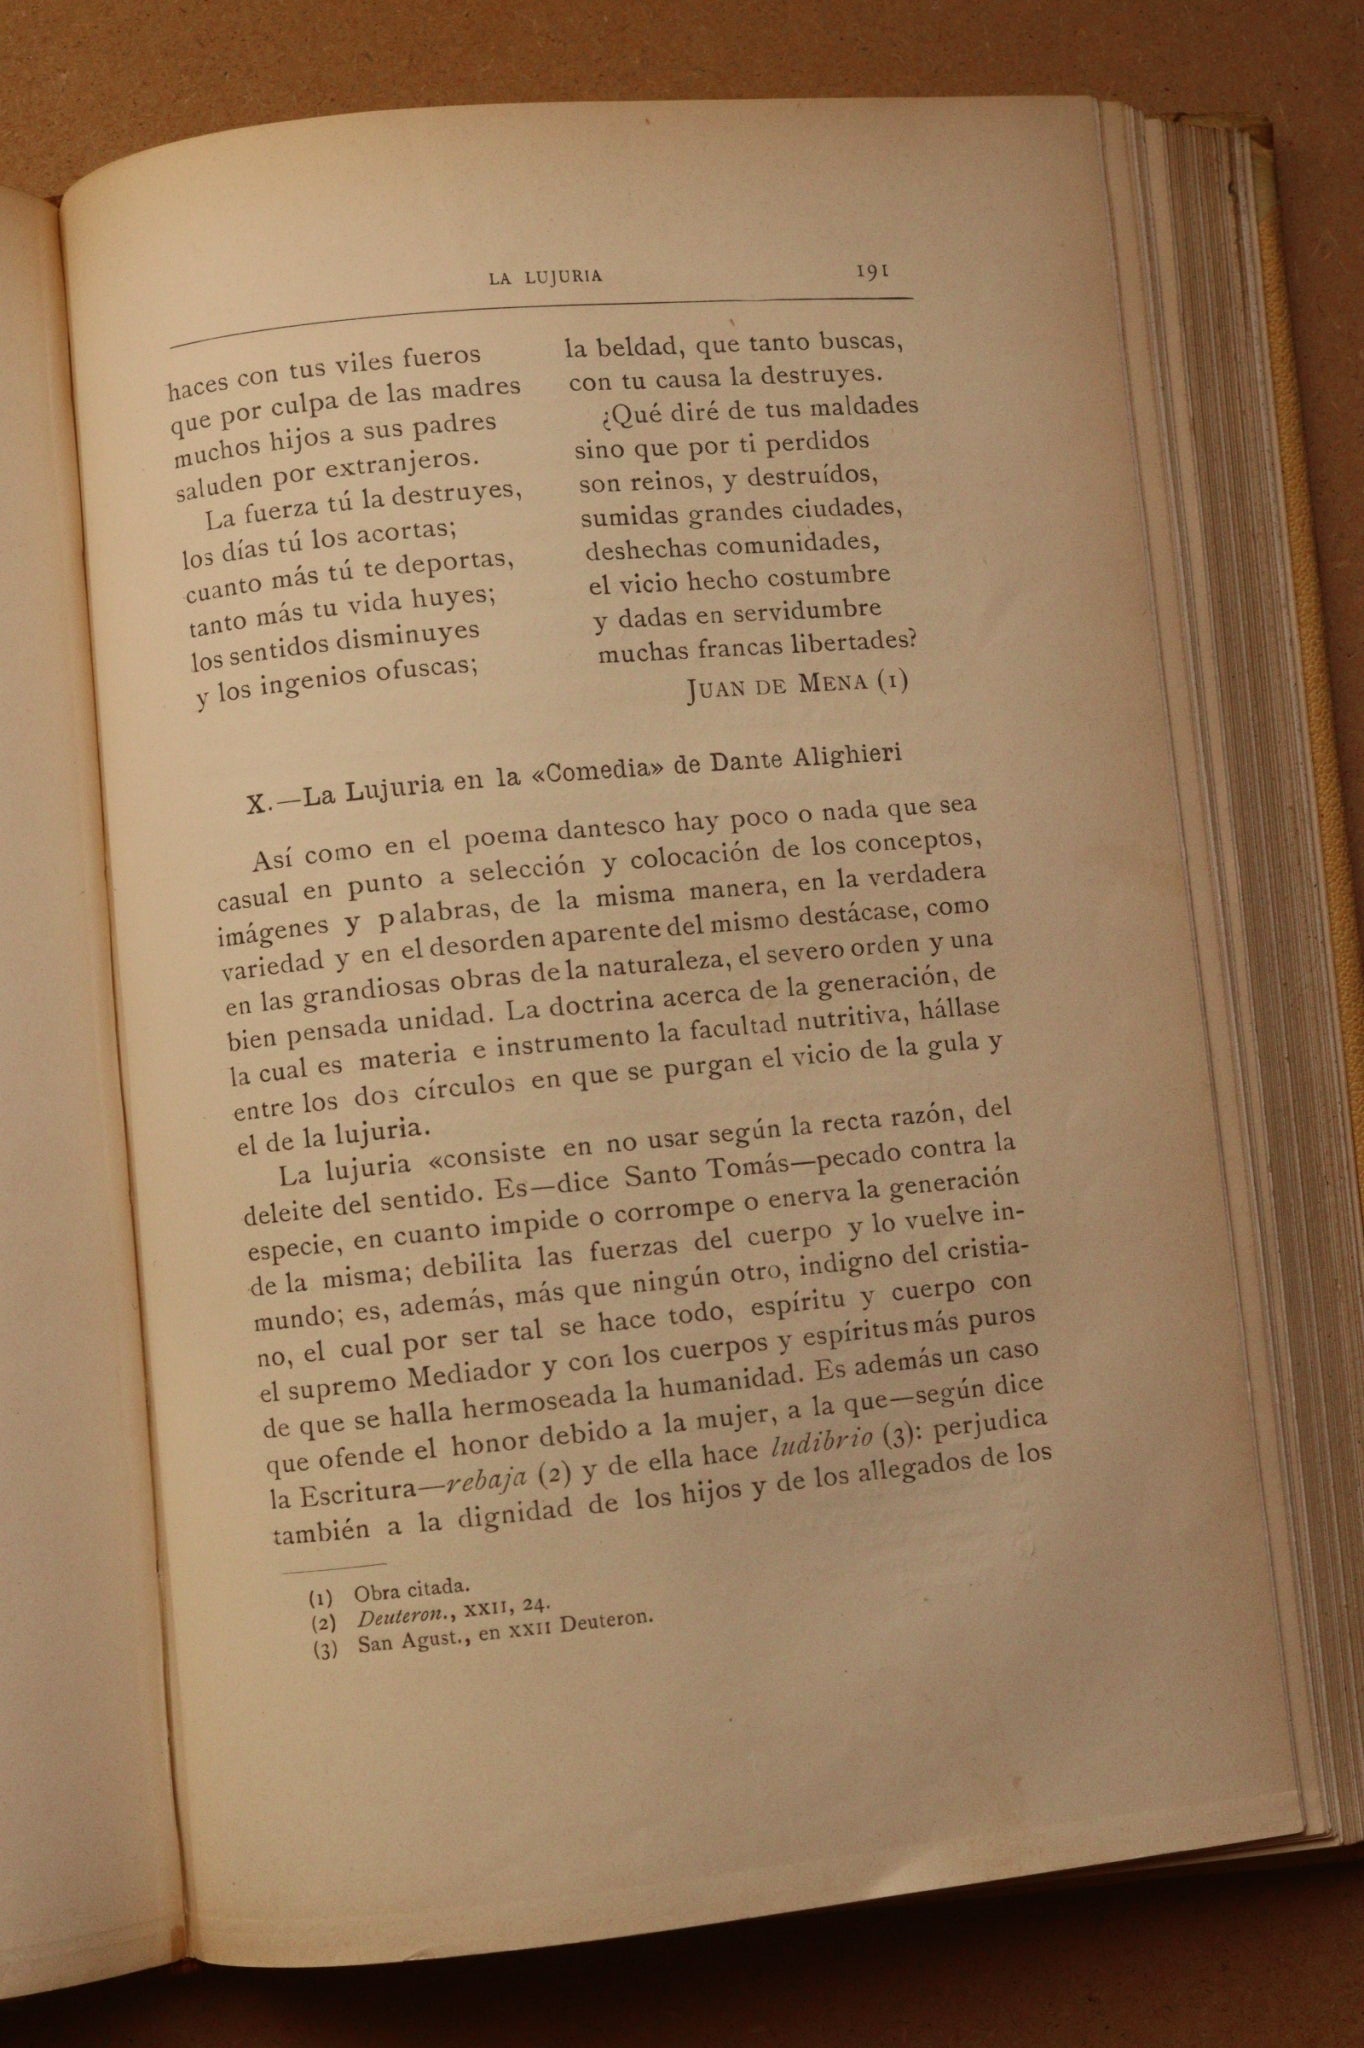 LA LUJURIA 191
haces con tus viles fueros
que por culpa de las madres
muchos hijos a sus padres
saluden por extranjeros.
La fuerza tú la destruyes,
los días tú los acortas;
cuanto más tú te deportas,
tanto más tu vida huyes;
los sentidos disminuyes
y los ingenios ofuscas;
la beldad, que tanto buscas,
con tu causa la destruyes.
¿Qué diré de tus maldades
sino que por ti perdidos
son reinos, y destruídos,
sumidas grandes ciudades,
deshechas comunidades,
el vicio hecho costumbre
y dadas en servidumbre
muchas francas libertades?
JUAN DE MENA (1)
X.—La Lujuria en la «Comedia» de Dante Alighieri
Así como en el poema dantesco hay poco o nada que sea
casual en punto a selección y colocación de los conceptos,
imágenes y palabras, de la misma manera, en la verdadera
variedad y en el desorden aparente del mismo destácase, como
en las grandiosas obras de la naturaleza, el severo orden y una
bien pensada unidad. La doctrina acerca de la generación, de
la cual es materia e instrumento la facultad nutritiva, hállase
entre los dos círculos en que se purgan el vicio de la gula y
el de la lujuria.
La lujuria «consiste en no usar según la recta razón, del
deleite del sentido. Es—dice Santo Tomás—pecado contra la
especie, en cuanto impide o corrompe o enerva la generación
de la misma; debilita las fuerzas del cuerpo y lo vuelve in-
mundo; es, además, más que ningún otro, indigno del cristia-
no, el cual por ser tal se hace todo, espíritu y cuerpo con
el supremo Mediador y con los cuerpos y espíritus más puros
de que se halla hermoseada la humanidad. Es además un caso
que ofende el honor debido a la mujer, a la que—según dice
la Escritura—rebaja (2) y de ella hace ludibrio (3): perjudica
también a la dignidad de los hijos y de los allegados de los
(1) Obra citada.
(2) Deuteron., XXII, 24.
(3) San Agust., en XXII Deuteron.